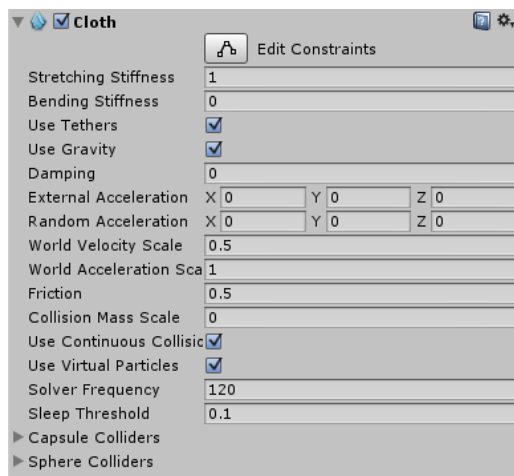 Cloth
Edit Constraints
Stretching Stiffness 1
Bending Stiffness 0
Use Tethers
Use Gravity
Damping 0
External Acceleration X 0 Y 0 Z 0
Random Acceleration X 0 Y 0 Z 0
World Velocity Scale 0.5
World Acceleration Sca 1
Friction 0.5
Collision Mass Scale 0
Use Continuous Collisic
Use Virtual Particles
Solver Frequency 120
Sleep Threshold 0.1
Capsule Colliders
Sphere Colliders